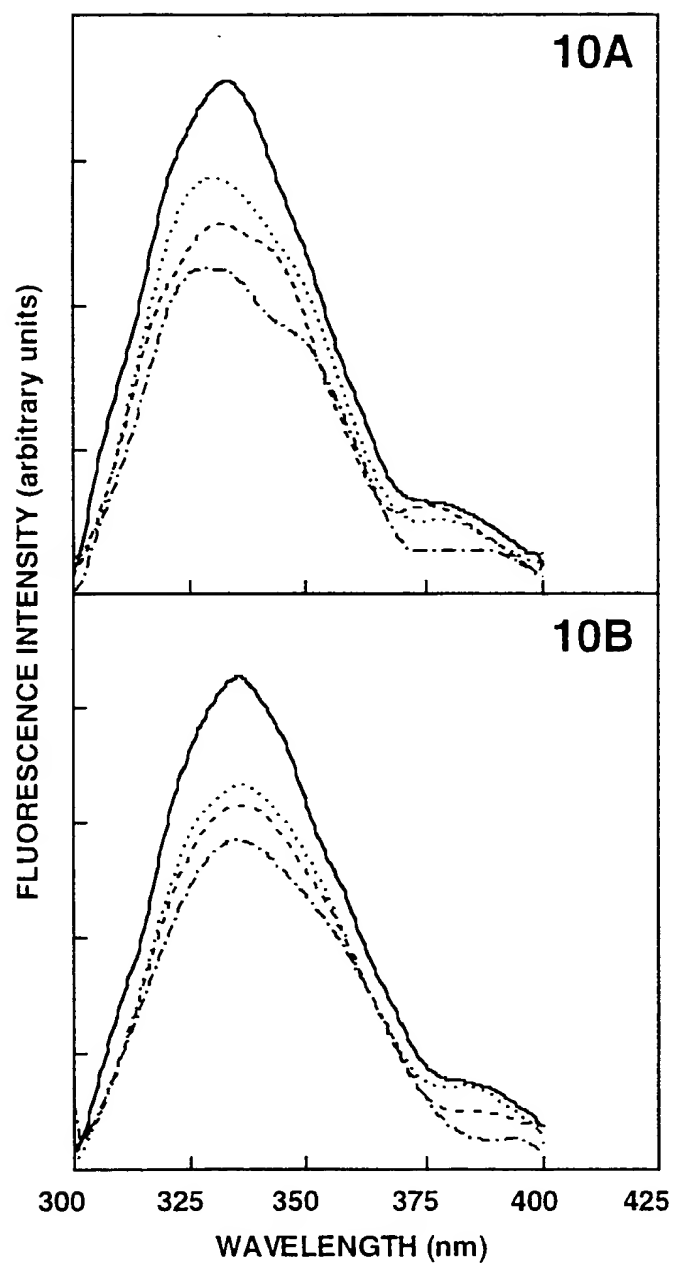 10A
10B
FLUORESCENCE INTENSITY (arbitrary units)
300 325 350 375 400 425
WAVELENGTH (nm)